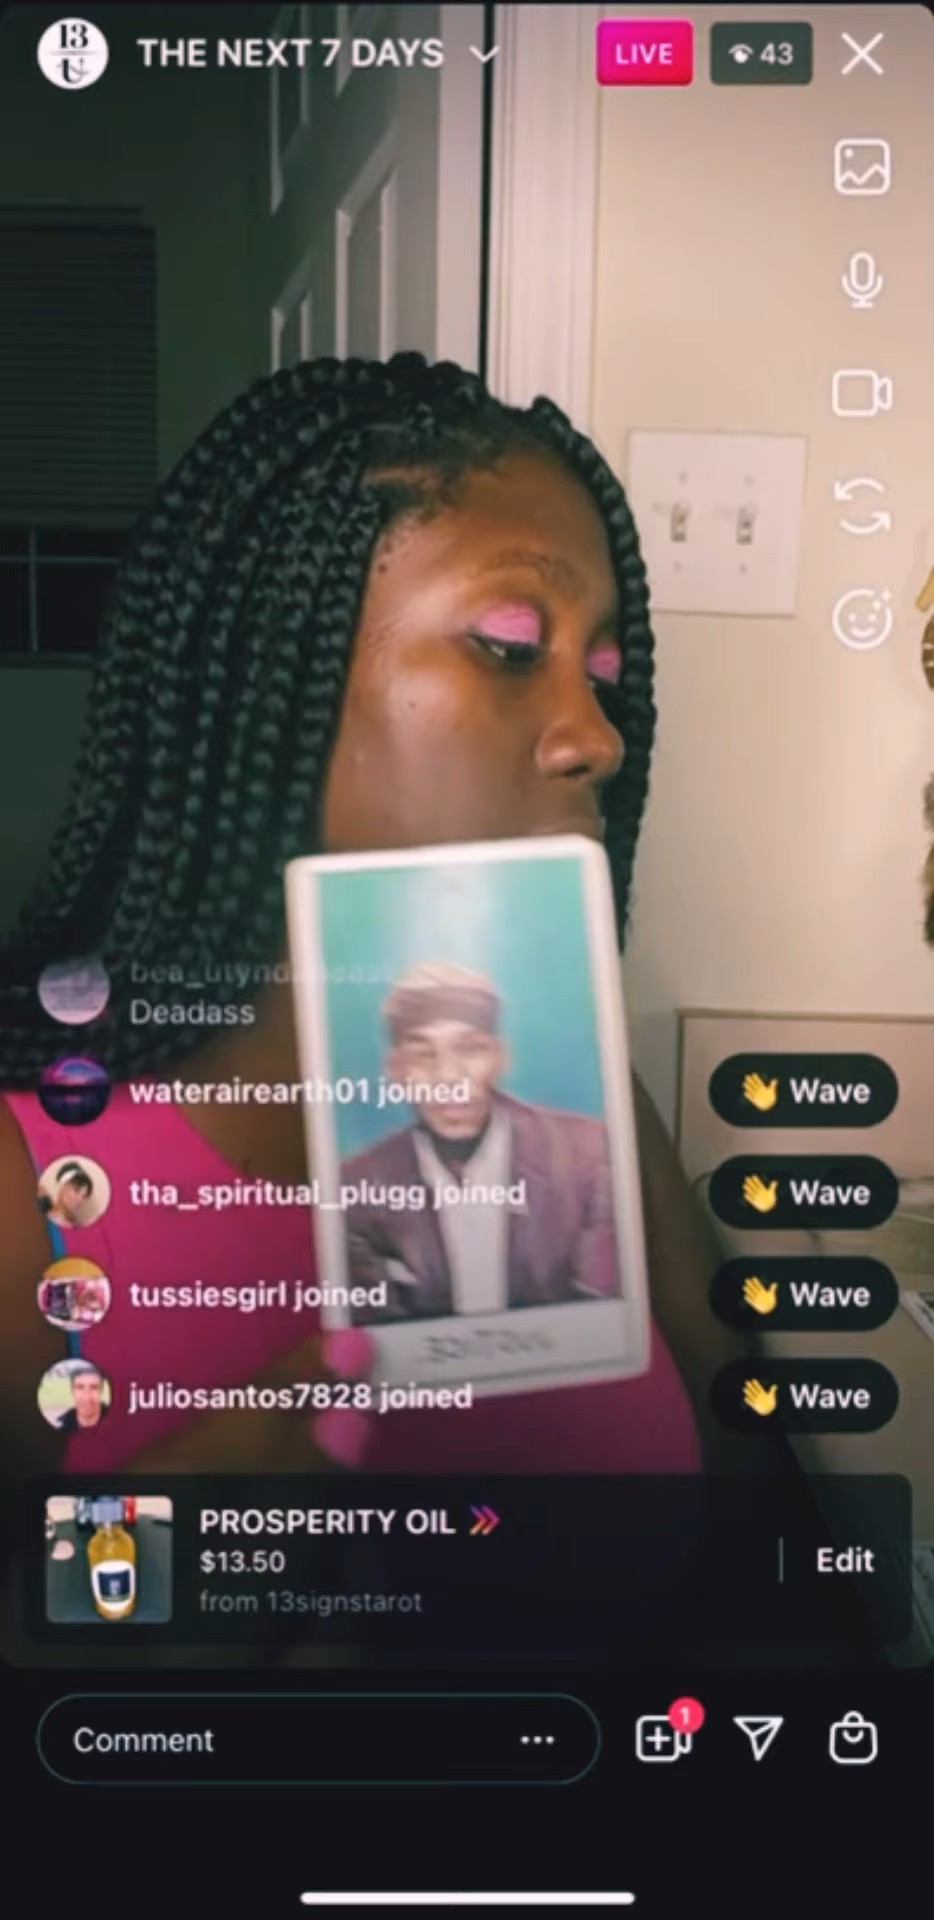 13
U
THE NEXT 7 DAYS
LIVE
43
Deadass
waterairearth01 joined
Wave
tha_spiritual_plugg joined
Wave
tussiesgirl joined
Wave
juliosantos7828 joined
Wave
PROSPERITY OIL
$13.50
Edit
from 13signstarot
Comment
1